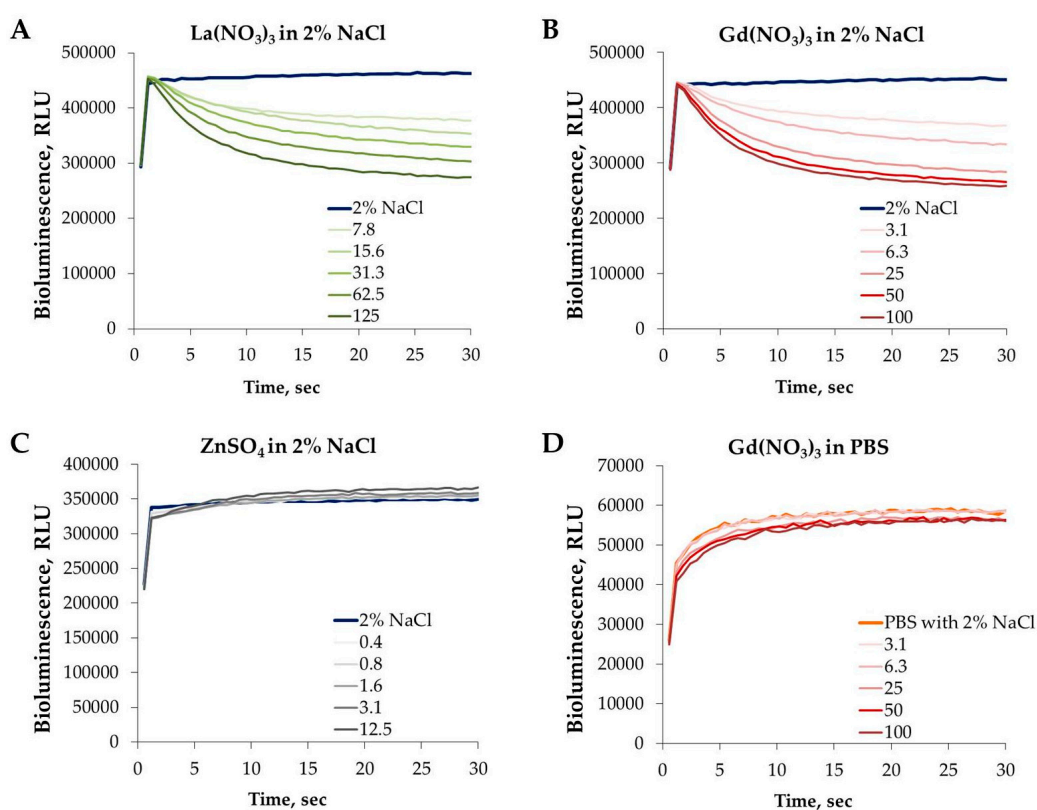 A
La(NO₃)₃ in 2% NaCl
Bioluminescence, RLU
500000
400000
300000
200000
100000
0
2% NaCl
7.8
15.6
31.3
62.5
125
0 5 10 15 20 25 30
Time, sec
B
Gd(NO₃)₃ in 2% NaCl
Bioluminescence, RLU
500000
400000
300000
200000
100000
0
2% NaCl
3.1
6.3
25
50
100
0 5 10 15 20 25 30
Time, sec
C
ZnSO₄ in 2% NaCl
Bioluminescence, RLU
400000
350000
300000
250000
200000
150000
100000
50000
0
2% NaCl
0.4
0.8
1.6
3.1
12.5
0 5 10 15 20 25 30
Time, sec
D
Gd(NO₃)₃ in PBS
Bioluminescence, RLU
70000
60000
50000
40000
30000
20000
10000
0
PBS with 2% NaCl
3.1
6.3
25
50
100
0 5 10 15 20 25 30
Time, sec